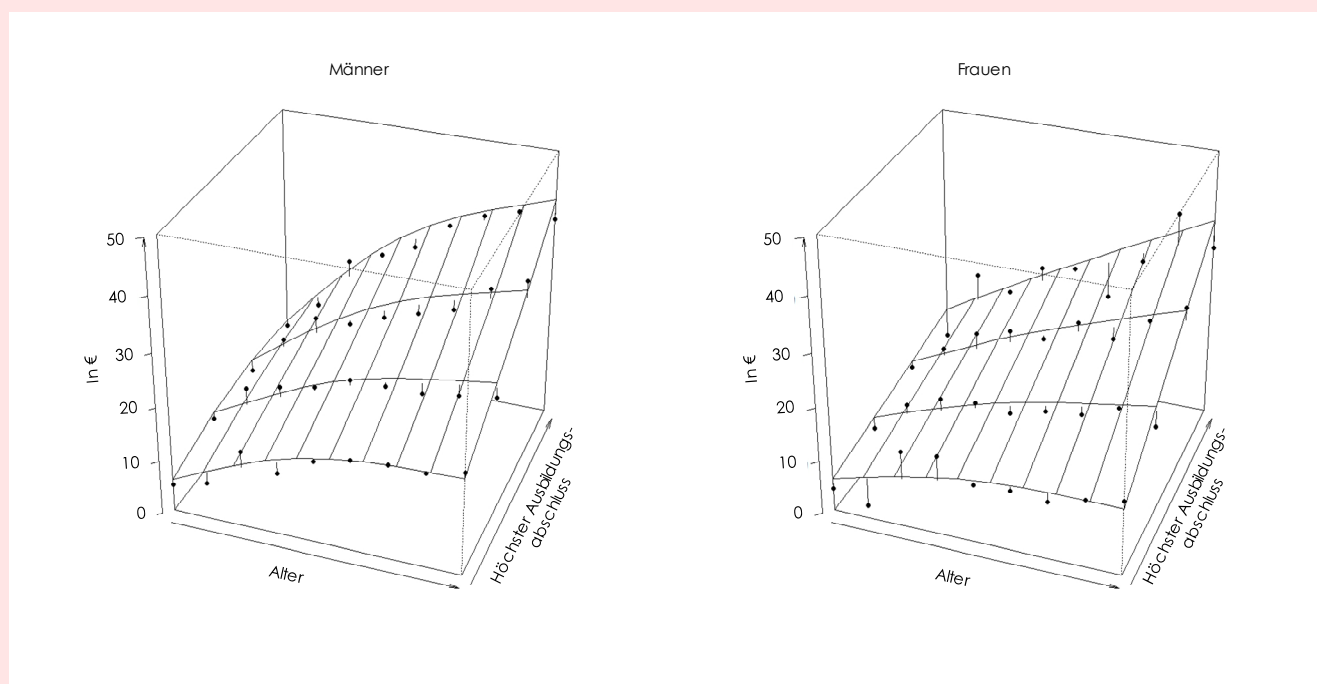 Männer
50
40
30
20
10
0
In €
Alter
Höchster Ausbildungs-
abschluss
Frauen
50
40
30
20
10
0
In €
Alter
Höchster Ausbildungs-
abschluss